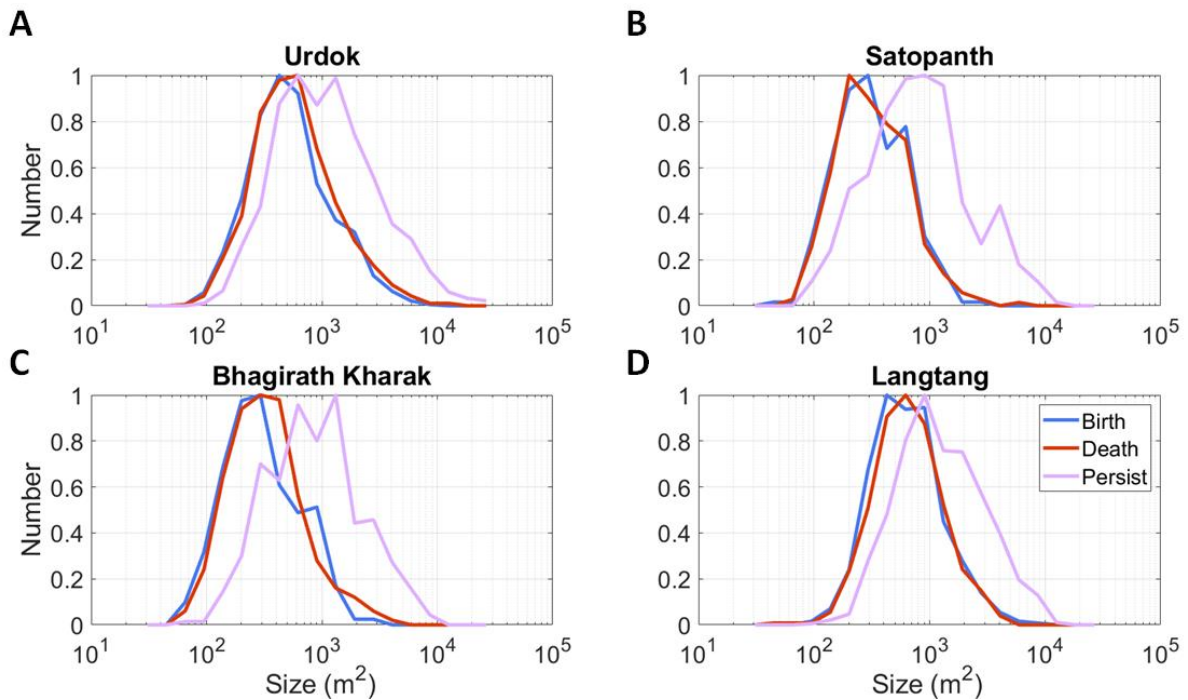 A
Urdok
1
0.8
0.6
0.4
0.2
0
Number
10^1 10^2 10^3 10^4 10^5
B
Satopanth
1
0.8
0.6
0.4
0.2
0
10^1 10^2 10^3 10^4 10^5
C
Bhagirath Kharak
1
0.8
0.6
0.4
0.2
0
Number
10^1 10^2 10^3 10^4 10^5
Size (m^2)
D
Langtang
1
0.8
0.6
0.4
0.2
0
Birth
Death
Persist
10^1 10^2 10^3 10^4 10^5
Size (m^2)